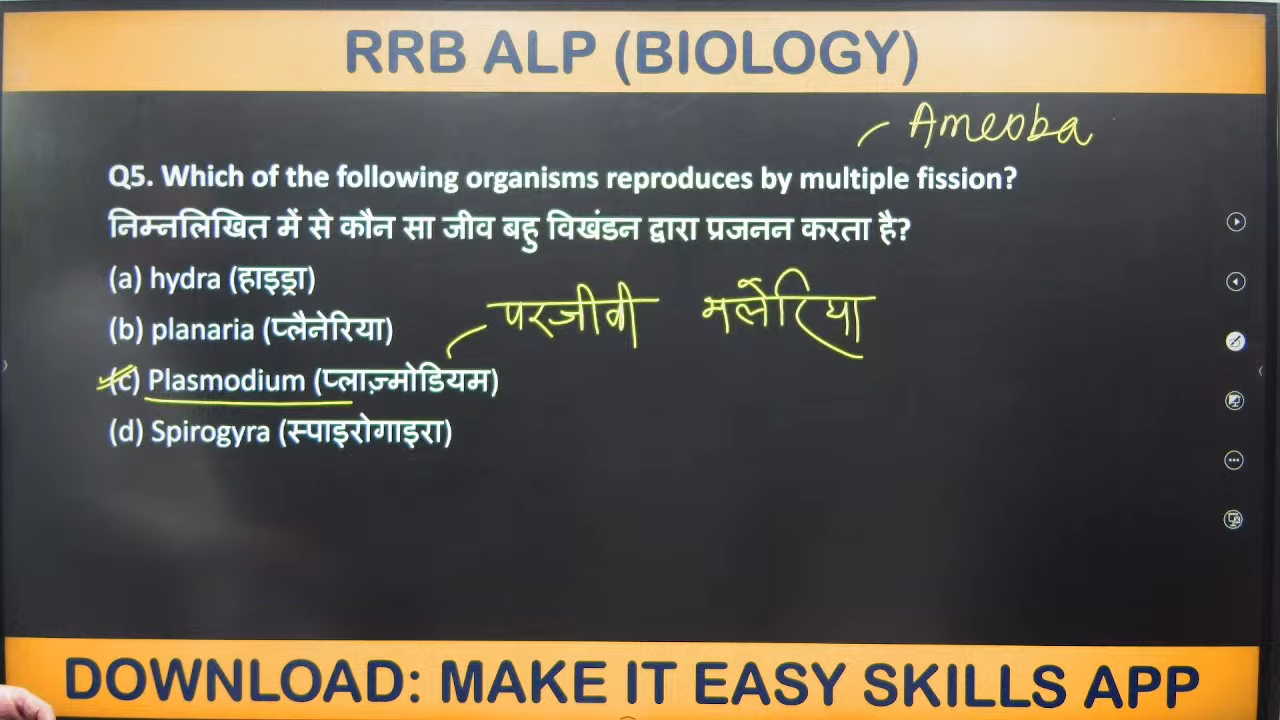 RRB ALP (BIOLOGY)
Ameoba
Q5. Which of the following organisms reproduces by multiple fission?
निम्नलिखित में से कौन सा जीव बहु विखंडन द्वारा प्रजनन करता है?
(a) hydra (हाइड्रा)
परजीवी मलेरिया
(b) planaria (प्लैनेरिया)
(c) Plasmodium (प्लाज़्मोडियम)
(d) Spirogyra (स्पाइरोगाइरा)
DOWNLOAD: MAKE IT EASY SKILLS APP